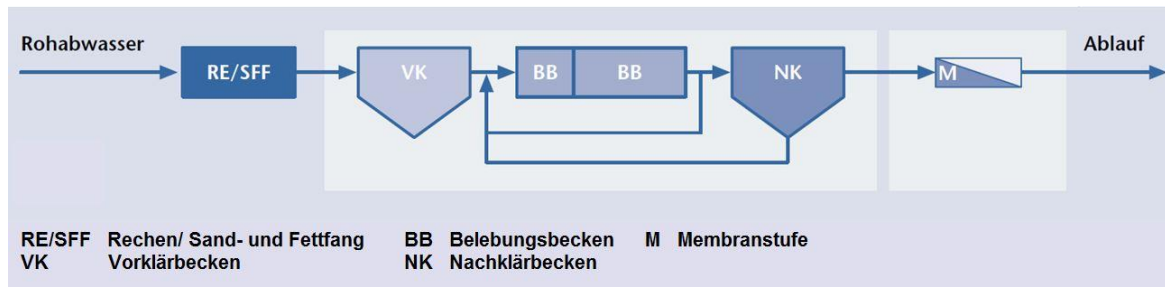 Rohabwasser
Ablauf
RE/SFF
VK
BB
BB
NK
M
RE/SFF Rechen/ Sand- und Fettfang BB Belebungsbecken M Membranstufe
VK Vorklärbecken NK Nachklärbecken